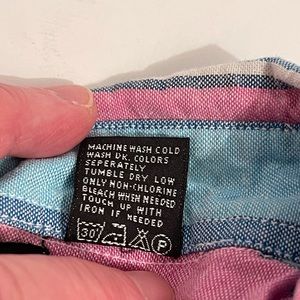 MACHINE WASH COLD
WASH DK. COLORS
SEPERATELY
TUMBLE DRY LOW
ONLY NON-CHLORINE
BLEACH WHEN NEEDED
TOUCH UP WITH
IRON IF NEEDED
30 P